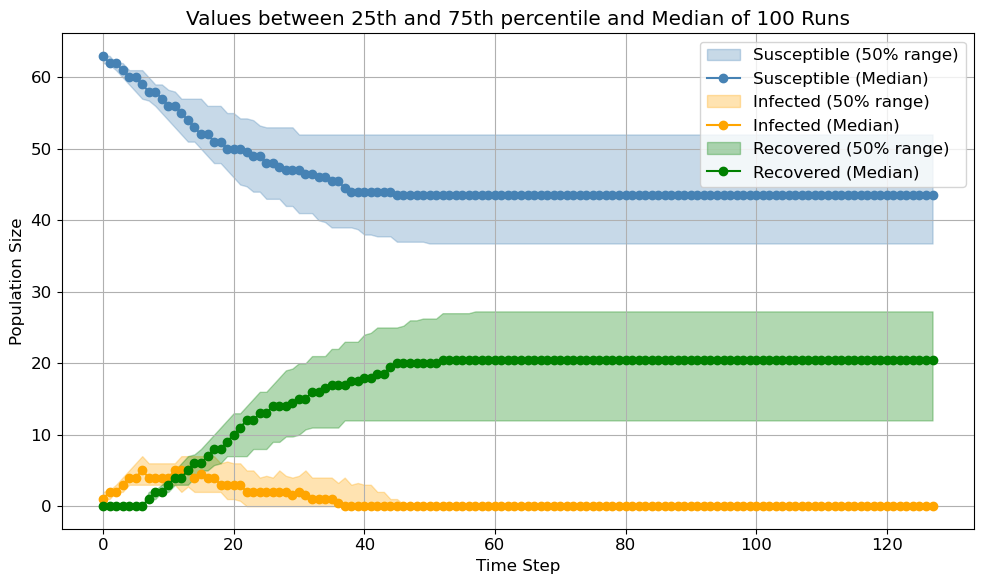 Values between 25th and 75th percentile and Median of 100 Runs
Susceptible (50% range)
Susceptible (Median)
Infected (50% range)
Infected (Median)
Recovered (50% range)
Recovered (Median)
Population Size
60
50
40
30
20
10
0
0 20 40 60 80 100 120
Time Step